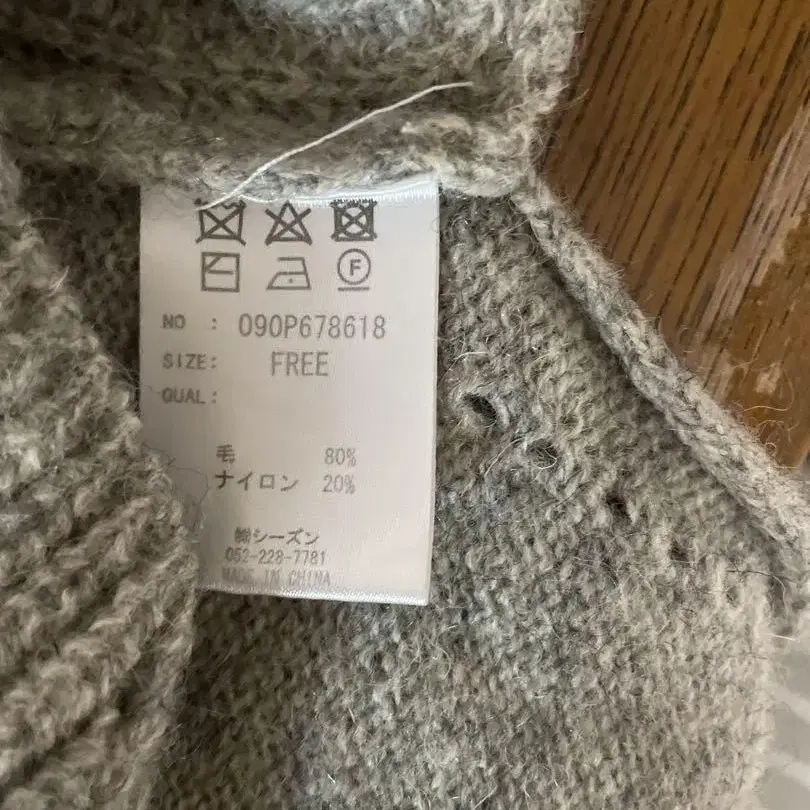 F
NO : 090P678618
SIZE: FREE
QUAL:
毛 80%
ナイロン 20%
㈱シーズン
052-228-7781
MADE IN CHINA